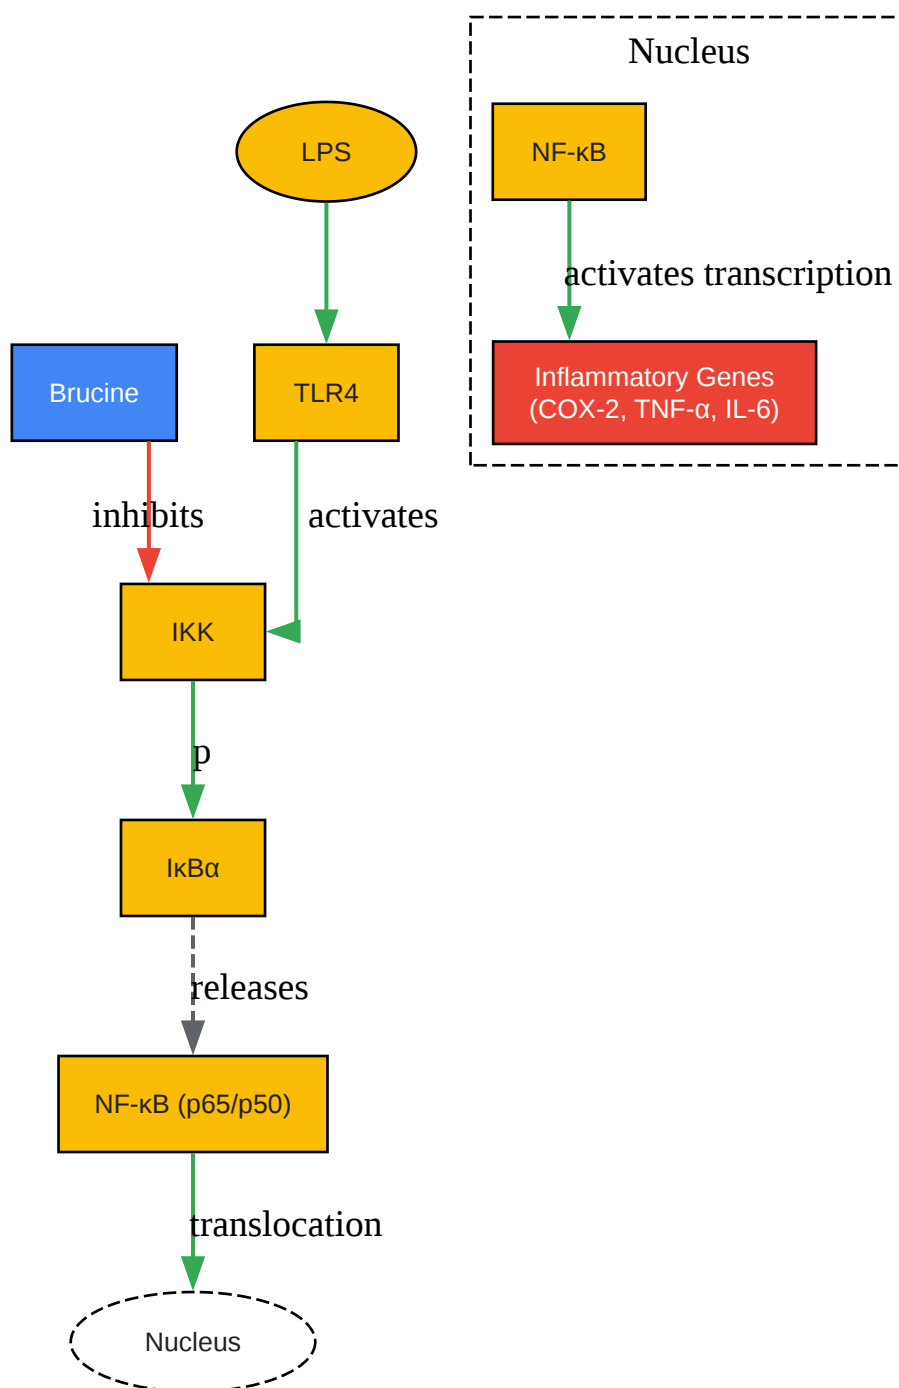 Nucleus
LPS
NF-κB
activates transcription
Brucine
TLR4
Inflammatory Genes
(COX-2, TNF-α, IL-6)
inhibits
activates
IKK
p
IκBα
releases
NF-κB (p65/p50)
translocation
Nucleus